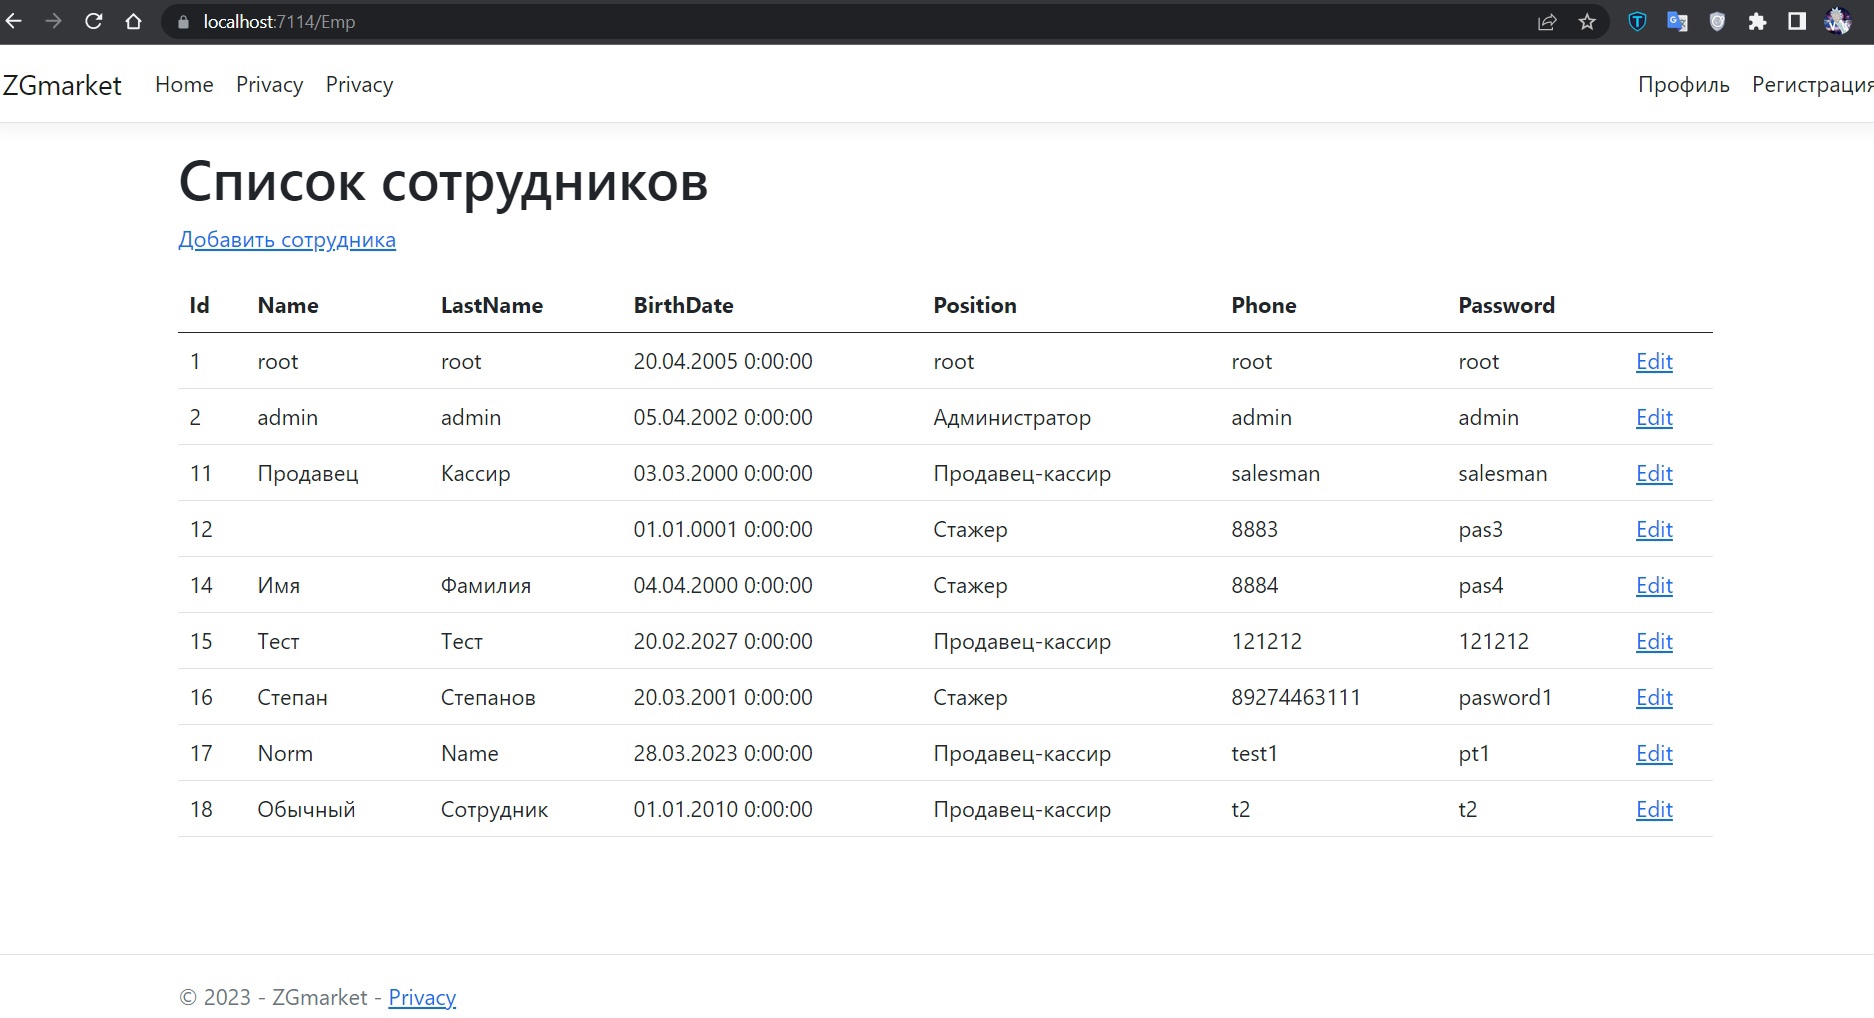 localhost:7114/Emp
ZGmarket Home Privacy Privacy Профиль Регистрация
Список сотрудников
Добавить сотрудника
Id Name LastName BirthDate Position Phone Password
1 root root 20.04.2005 0:00:00 root root root Edit
2 admin admin 05.04.2002 0:00:00 Администратор admin admin Edit
11 Продавец Кассир 03.03.2000 0:00:00 Продавец-кассир salesman salesman Edit
12 01.01.0001 0:00:00 Стажер 8883 pas3 Edit
14 Имя Фамилия 04.04.2000 0:00:00 Стажер 8884 pas4 Edit
15 Тест Тест 20.02.2027 0:00:00 Продавец-кассир 121212 121212 Edit
16 Степан Степанов 20.03.2001 0:00:00 Стажер 89274463111 pasword1 Edit
17 Norm Name 28.03.2023 0:00:00 Продавец-кассир test1 pt1 Edit
18 Обычный Сотрудник 01.01.2010 0:00:00 Продавец-кассир t2 t2 Edit
© 2023 - ZGmarket - Privacy